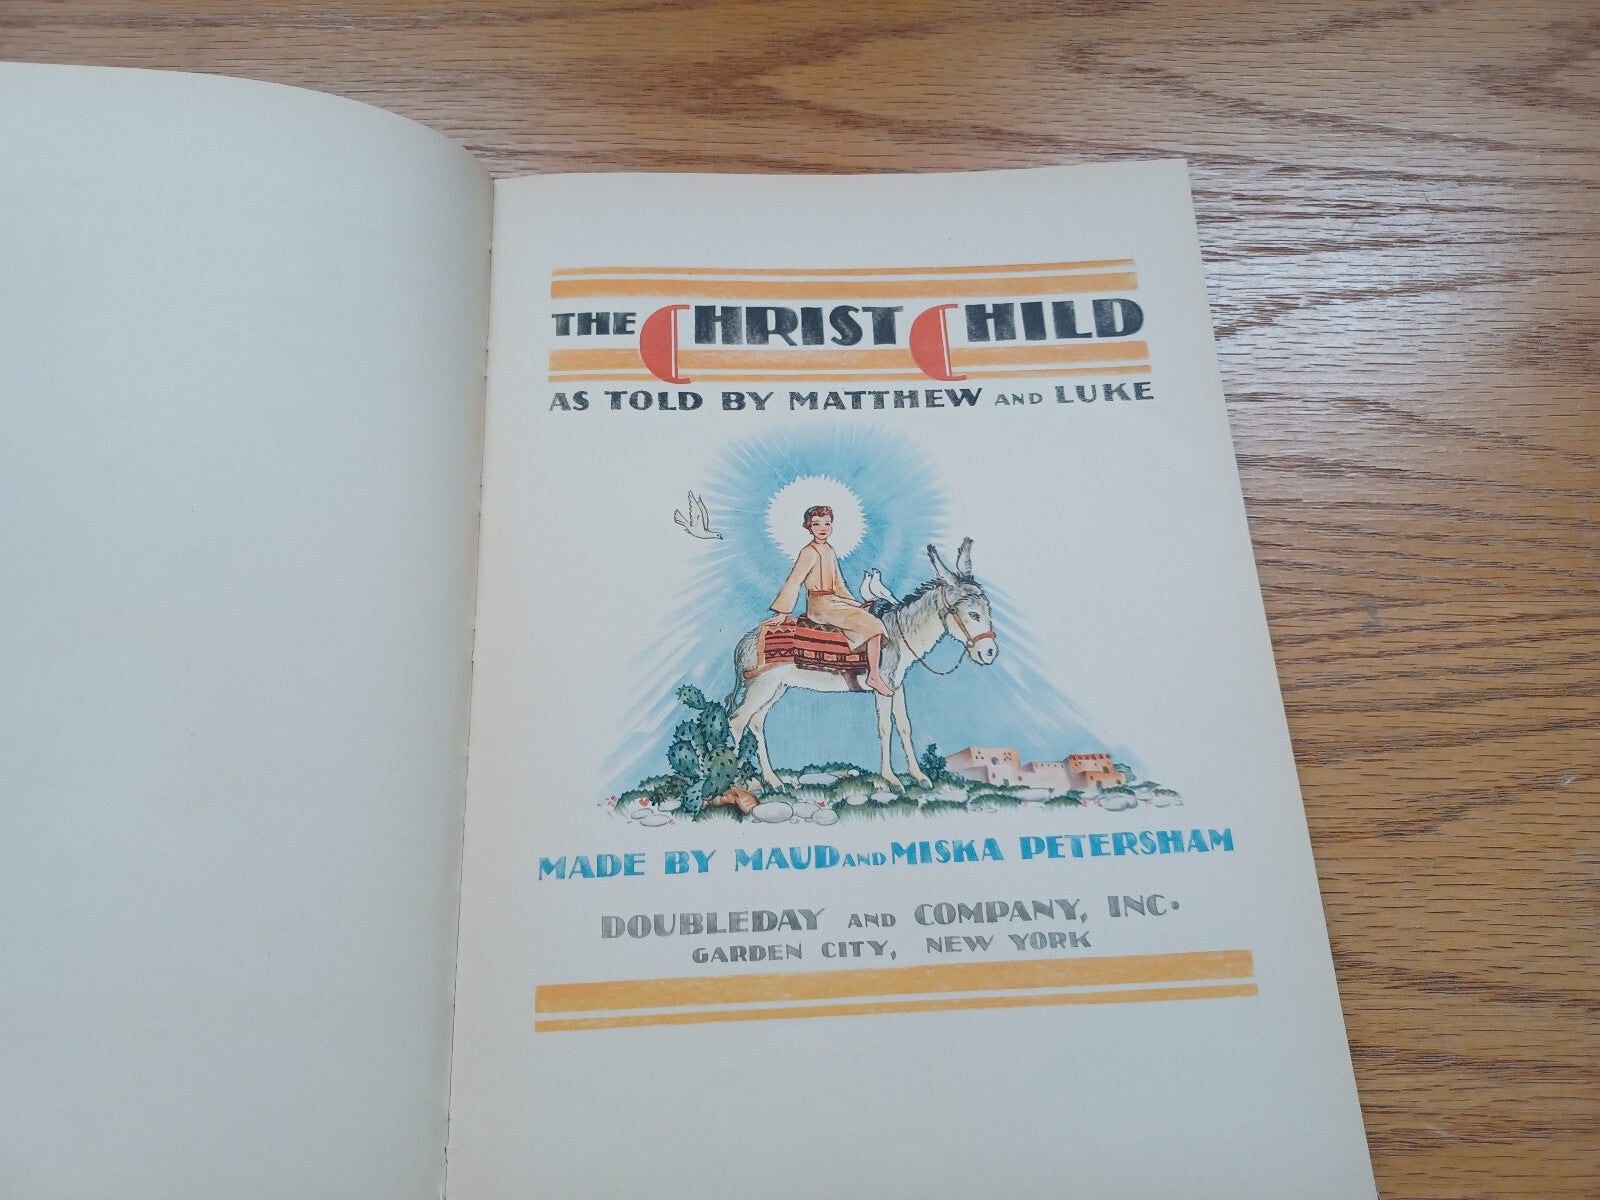 THE CHRIST CHILD
AS TOLD BY MATTHEW AND LUKE
MADE BY MAUD AND MISKA PETERSHAM
DOUBLEDAY AND COMPANY, INC.
GARDEN CITY, NEW YORK